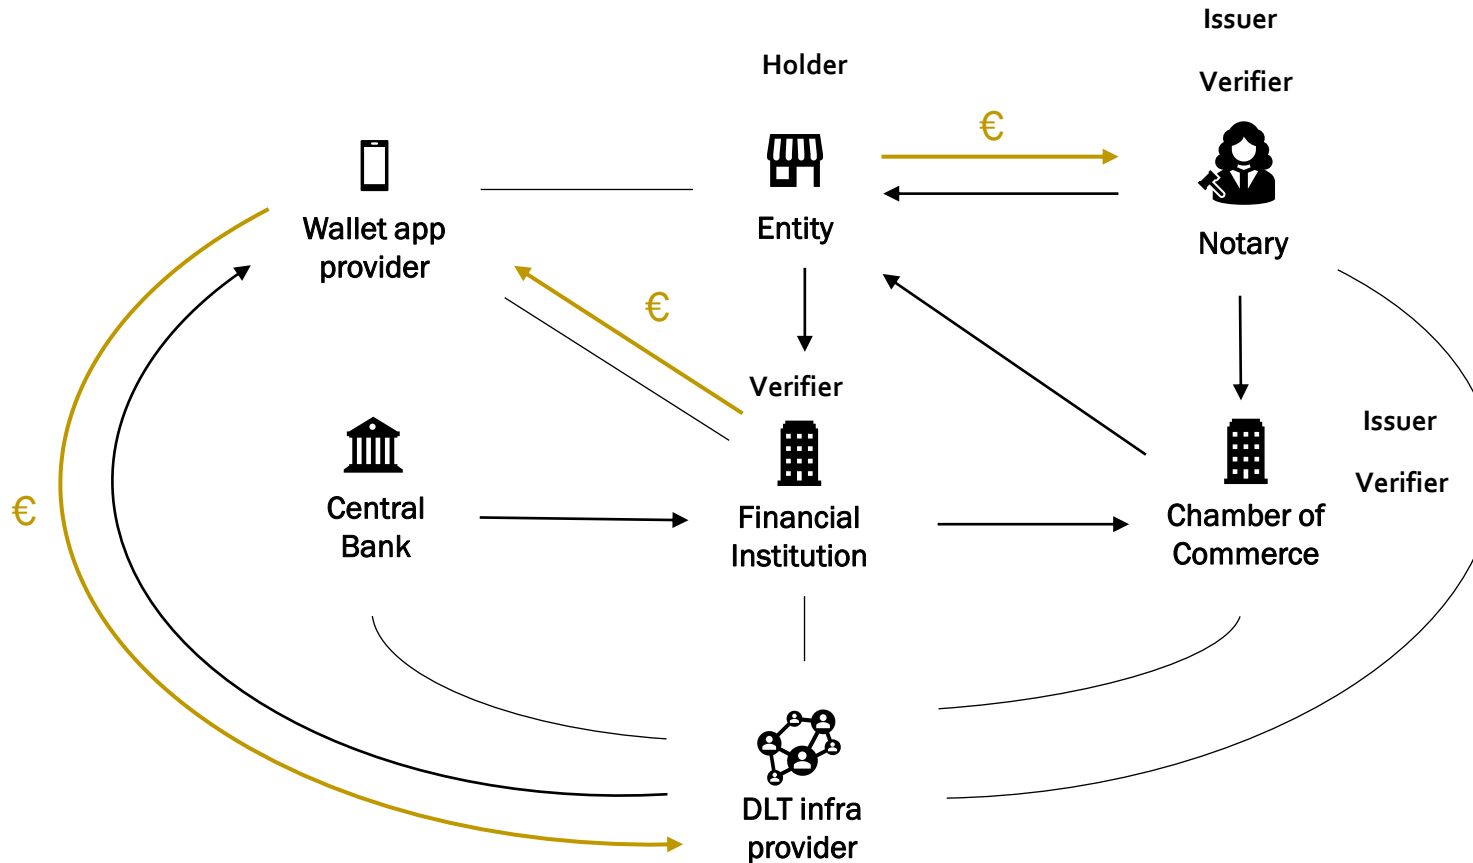 Issuer
Holder
Verifier
€
Wallet app
provider
Entity
Notary
€
Verifier
Issuer
Verifier
€
Central
Bank
Financial
Institution
Chamber of
Commerce
DLT infra
provider